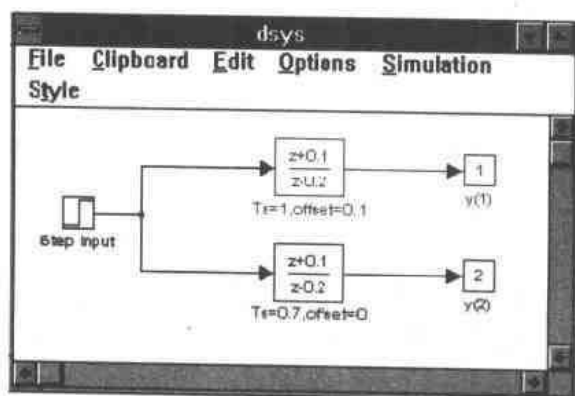 dsys
File Clipboard Edit Options Simulation
Style
z+0.1
z-0.2
Ts=1,offset=0.1
1
y(1)
Step input
z+0.1
z-0.2
Ts=0.7,offset=0
2
y(2)